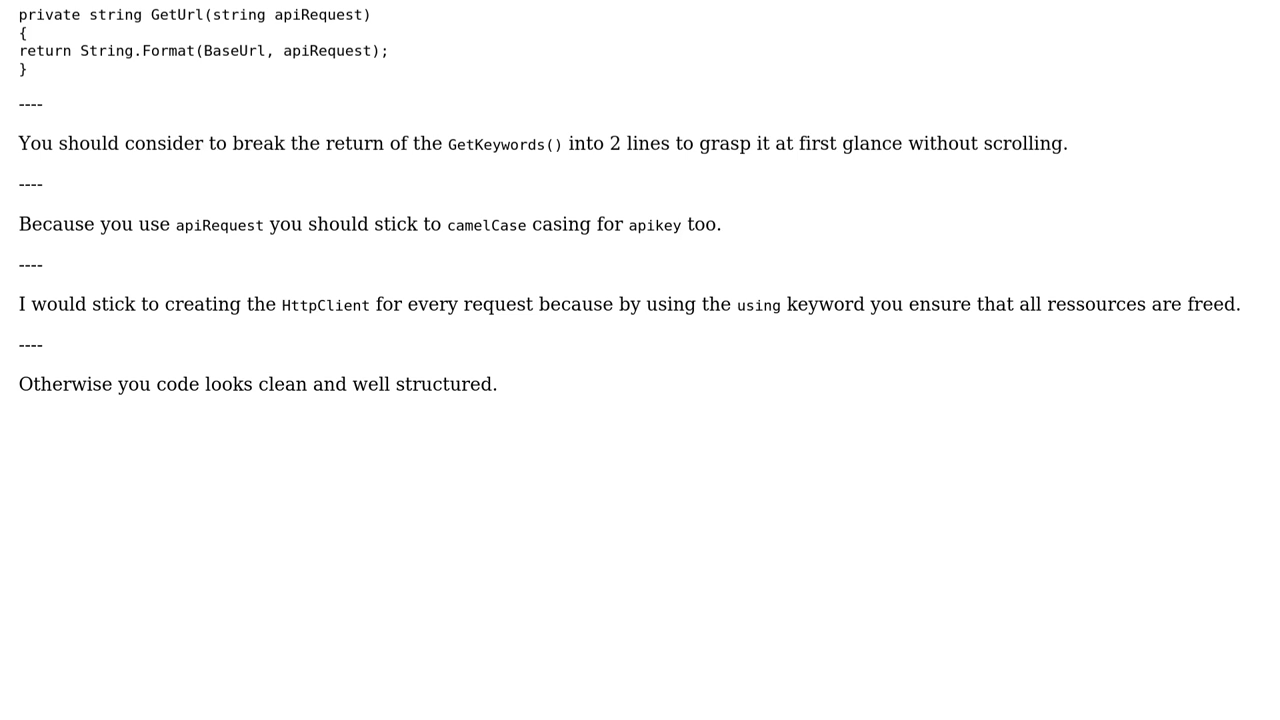 private string GetUrl(string apiRequest)
{
return String.Format(BaseUrl, apiRequest);
}
----
You should consider to break the return of the GetKeywords() into 2 lines to grasp it at first glance without scrolling.
----
Because you use apiRequest you should stick to camelCase casing for apikey too.
----
I would stick to creating the HttpClient for every request because by using the using keyword you ensure that all ressources are freed.
----
Otherwise you code looks clean and well structured.